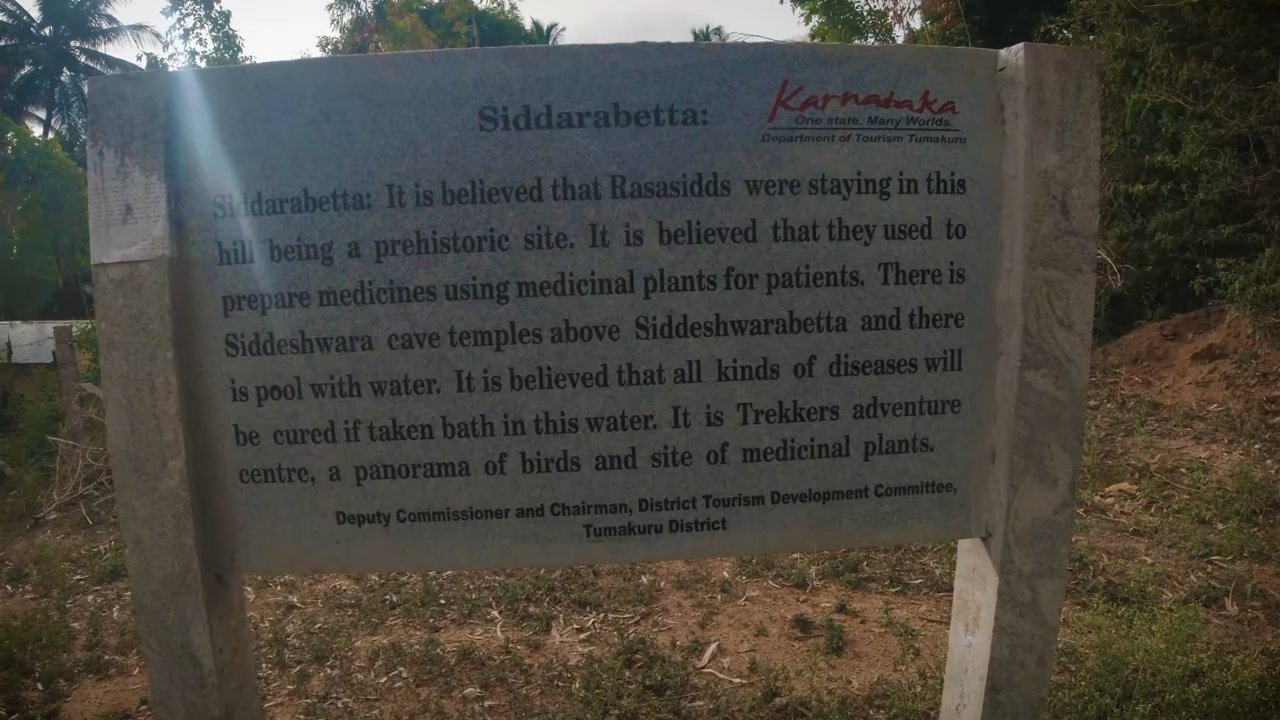 Siddarabetta:
Karnataka
One state. Many Worlds.
Department of Tourism Tumakuru
Siddarabetta: It is believed that Rasasidds were staying in this
hill being a prehistoric site. It is believed that they used to
prepare medicines using medicinal plants for patients. There is
Siddeshwara cave temples above Siddeshwarabetta and there
is pool with water. It is believed that all kinds of diseases will
be cured if taken bath in this water. It is Trekkers adventure
centre, a panorama of birds and site of medicinal plants.
Deputy Commissioner and Chairman, District Tourism Development Committee,
Tumakuru District